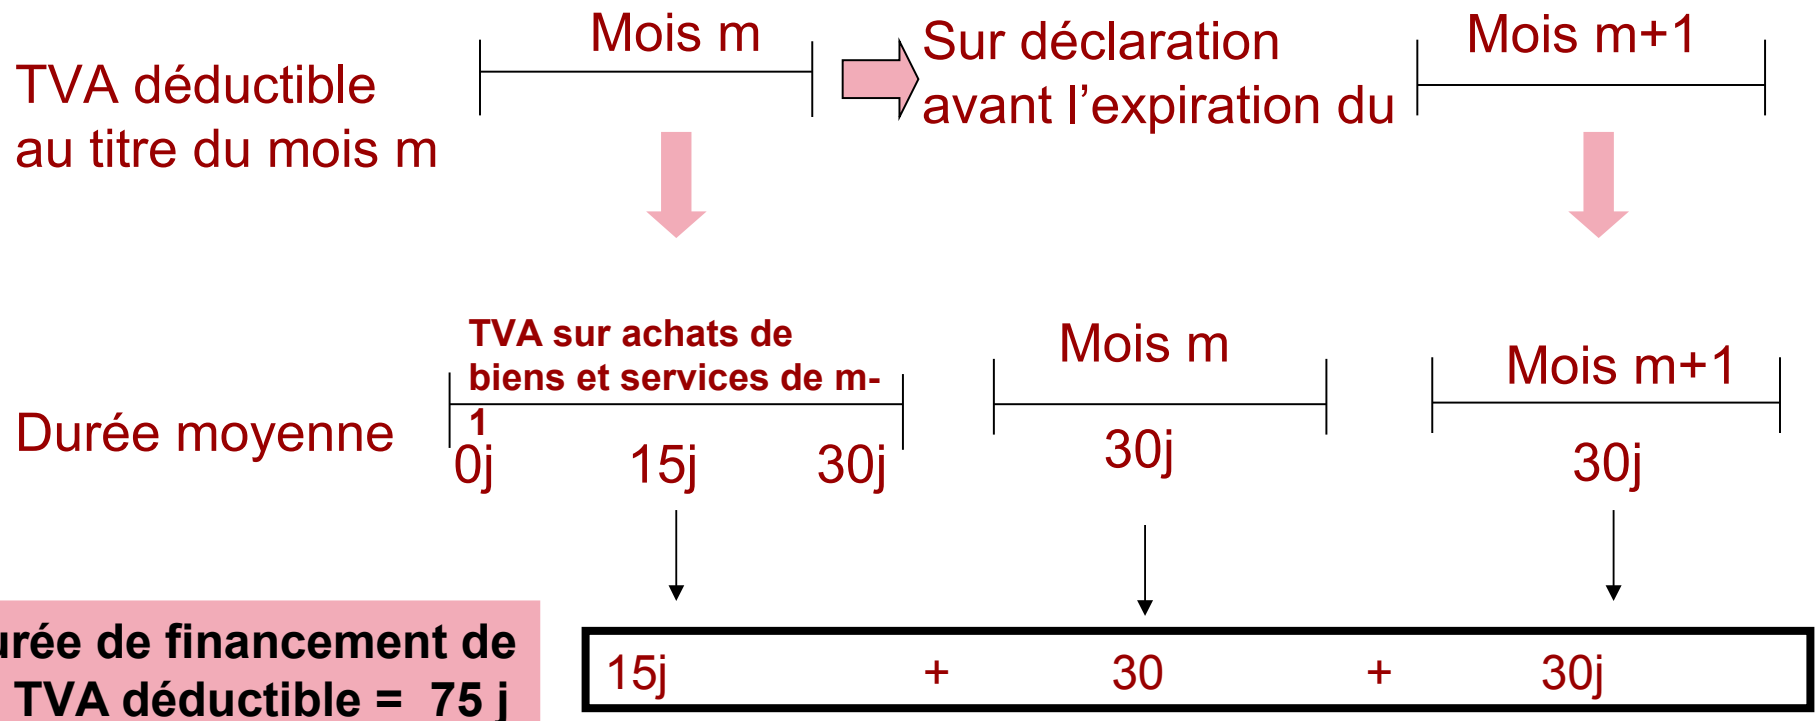 Mois m
Sur déclaration
avant l’expiration du
Mois m+1
TVA déductible
au titre du mois m
TVA sur achats de
biens et services de m-
1
Mois m
Mois m+1
Durée moyenne
0j 15j 30j
30j
30j
urée de financement de
TVA déductible = 75 j
15j + 30 + 30j